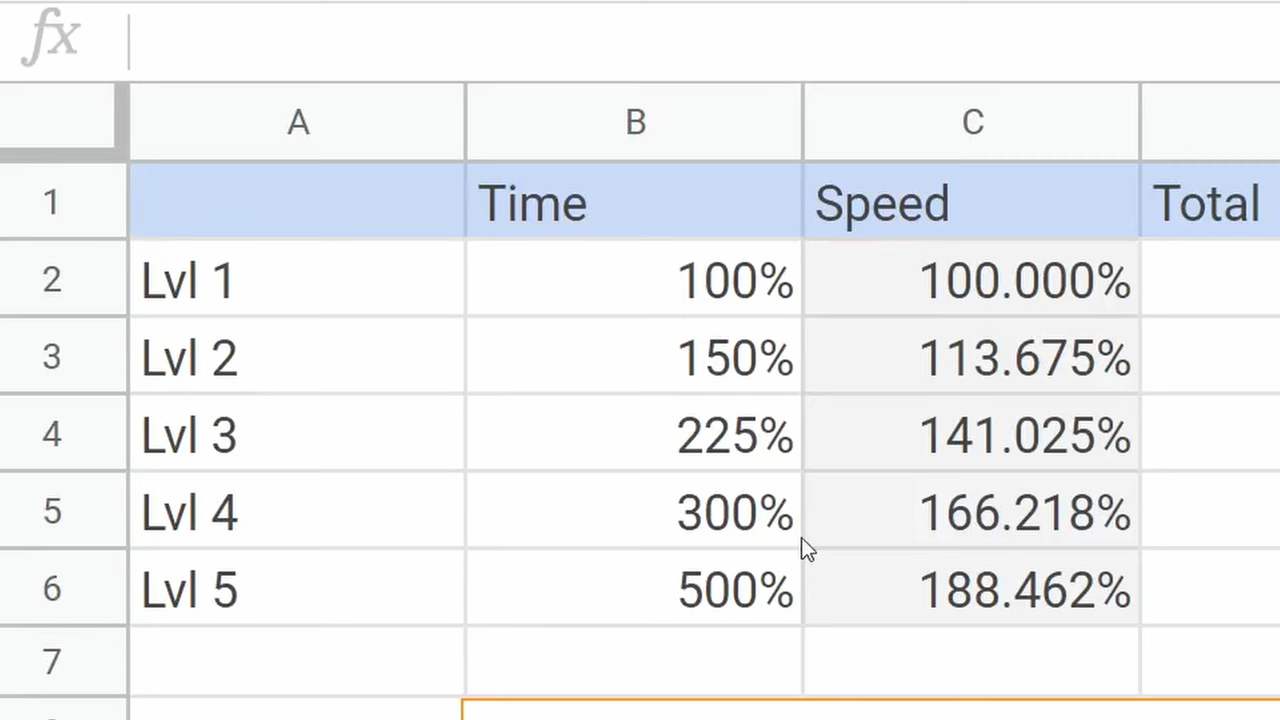 fx
A B C
1 Time Speed Total
2 Lvl 1 100% 100.000%
3 Lvl 2 150% 113.675%
4 Lvl 3 225% 141.025%
5 Lvl 4 300% 166.218%
6 Lvl 5 500% 188.462%
7